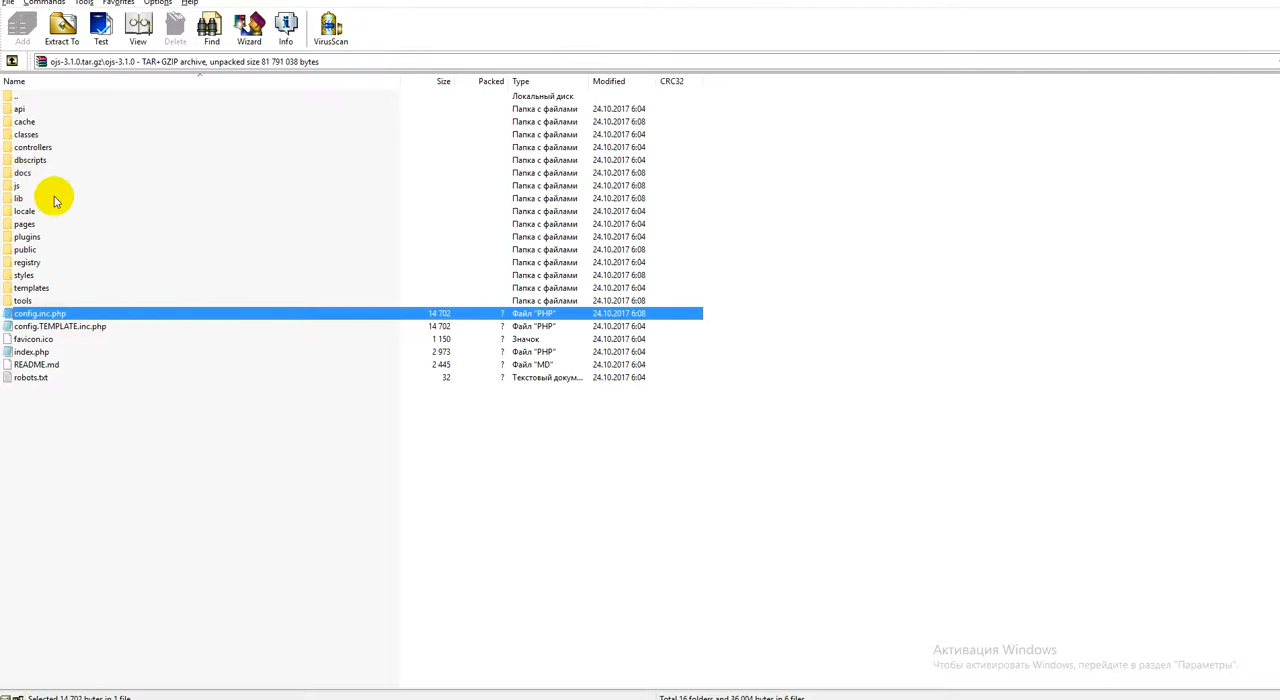 File Commands Tools Favorites Options Help
Add Extract To Test View Delete Find Wizard Info VirusScan
ojs-3.1.0.tar.gz\ojs-3.1.0 - TAR+GZIP archive, unpacked size 81 791 038 bytes
Name Size Packed Type Modified CRC32
.. Локальный диск
api Папка с файлами 24.10.2017 6:04
cache Папка с файлами 24.10.2017 6:08
classes Папка с файлами 24.10.2017 6:04
controllers Папка с файлами 24.10.2017 6:04
dbscripts Папка с файлами 24.10.2017 6:04
docs Папка с файлами 24.10.2017 6:08
js Папка с файлами 24.10.2017 6:08
lib Папка с файлами 24.10.2017 6:08
locale Папка с файлами 24.10.2017 6:04
pages Папка с файлами 24.10.2017 6:04
plugins Папка с файлами 24.10.2017 6:04
public Папка с файлами 24.10.2017 6:08
registry Папка с файлами 24.10.2017 6:04
styles Папка с файлами 24.10.2017 6:08
templates Папка с файлами 24.10.2017 6:04
tools Папка с файлами 24.10.2017 6:04
config.inc.php 14 702 ? Файл "PHP" 24.10.2017 6:08
config.TEMPLATE.inc.php 14 702 ? Файл "PHP" 24.10.2017 6:04
favicon.ico 1 150 ? Значок 24.10.2017 6:04
index.php 2 973 ? Файл "PHP" 24.10.2017 6:04
README.md 2 445 ? Файл "MD" 24.10.2017 6:04
robots.txt 32 ? Текстовый докум... 24.10.2017 6:04
Активация Windows
Чтобы активировать Windows, перейдите в раздел "Параметры".
Selected 14 702 bytes in 1 file Total 16 folders and 36 004 bytes in 6 files